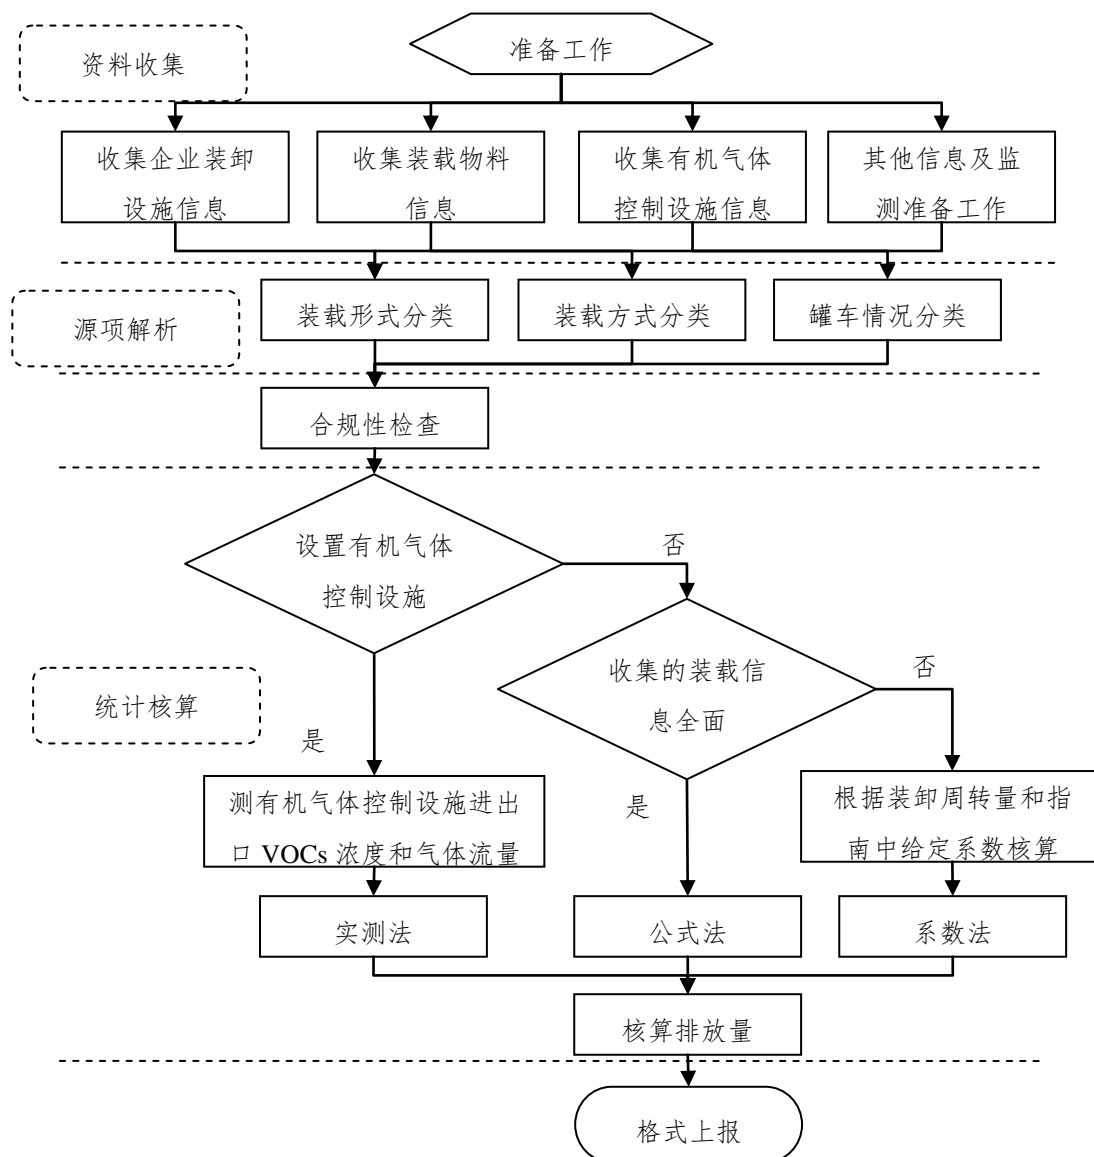 资料收集
准备工作
收集企业装卸
设施信息
收集装载物料
信息
收集有机气体
控制设施信息
其他信息及监
测准备工作
源项解析
装载形式分类
装载方式分类
罐车情况分类
合规性检查
设置有机气体
控制设施
否
收集的装载信
息全面
否
统计核算
是
测有机气体控制设施进出
口 VOCs 浓度和气体流量
是
根据装卸周转量和指
南中给定系数核算
实测法
公式法
系数法
核算排放量
格式上报